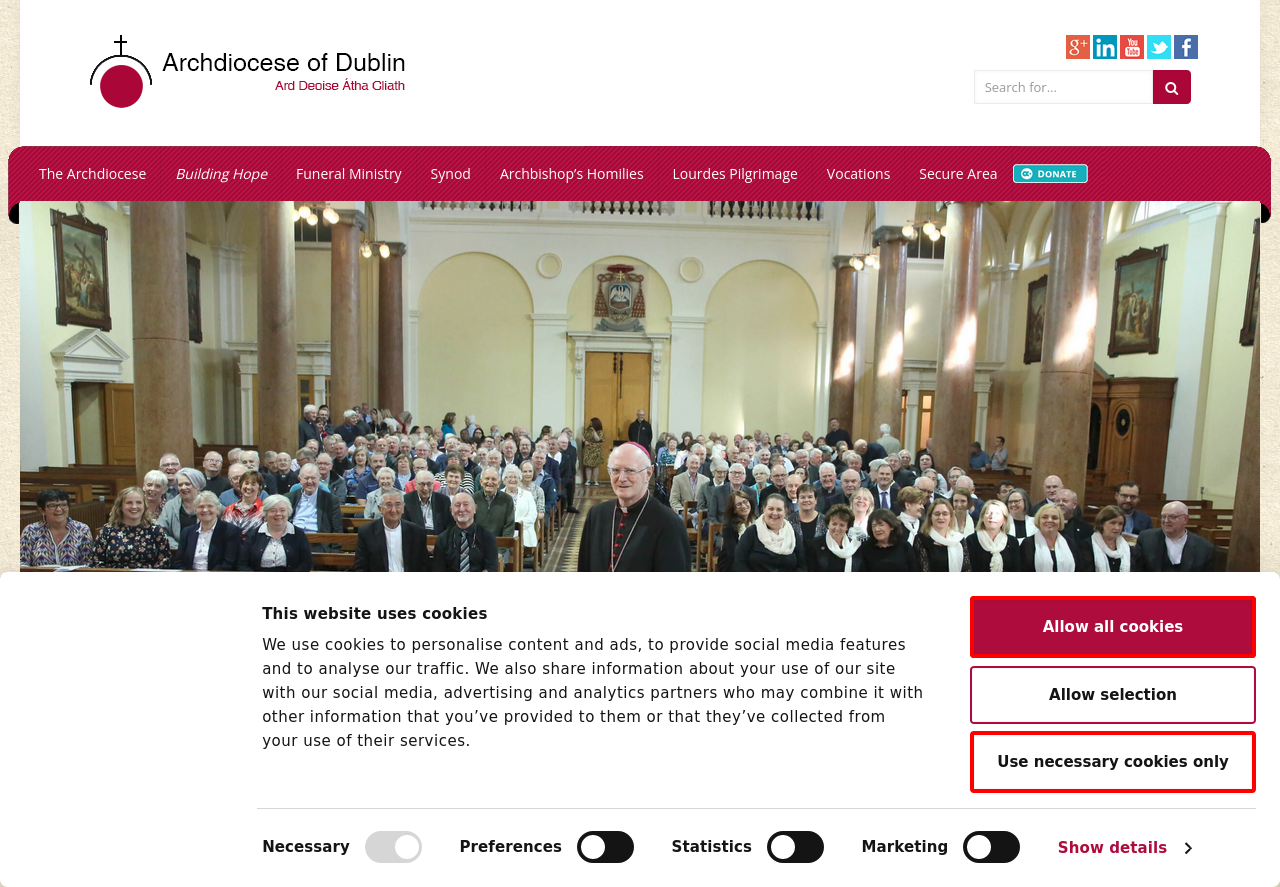 Archdiocese of Dublin
Ard Deoise Átha Cliath
g+ in You Tube f
Search for...
The Archdiocese Building Hope Funeral Ministry Synod Archbishop’s Homilies Lourdes Pilgrimage Vocations Secure Area DONATE
This website uses cookies
We use cookies to personalise content and ads, to provide social media features
and to analyse our traffic. We also share information about your use of our site
with our social media, advertising and analytics partners who may combine it with
other information that you’ve provided to them or that they’ve collected from
your use of their services.
Allow all cookies
Allow selection
Use necessary cookies only
Necessary Preferences Statistics Marketing Show details